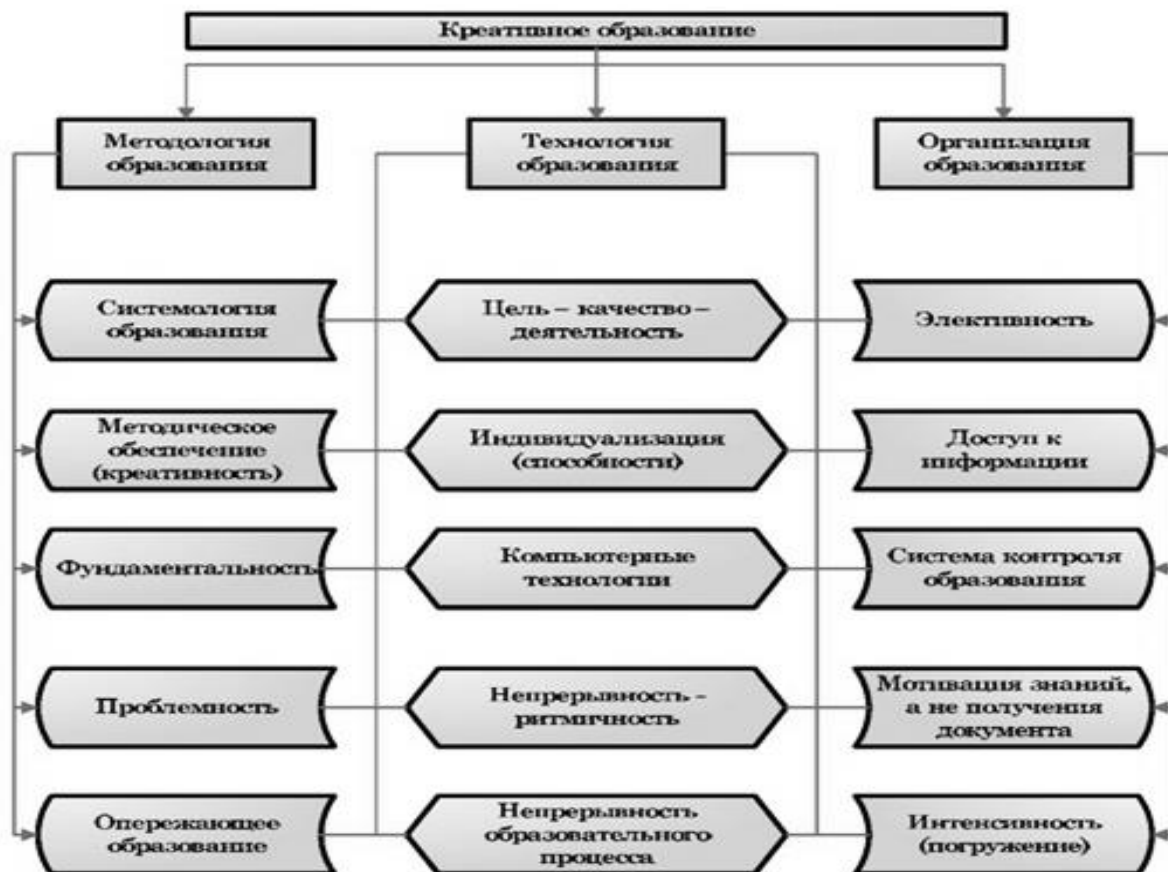 Креативное образование
Методология
образования
Технология
образования
Организация
образования
Системология
образования
Цель – качество –
деятельность
Элективность
Методическое
обеспечение
(креативность)
Индивидуализация
(способности)
Доступ к
информации
Фундаментальность
Компьютерные
технологии
Система контроля
образования
Проблемность
Непрерывность –
ритмичность
Мотивация знаний,
а не получения
документа
Опережающее
образование
Непрерывность
образовательного
процесса
Интенсивность
(погружение)